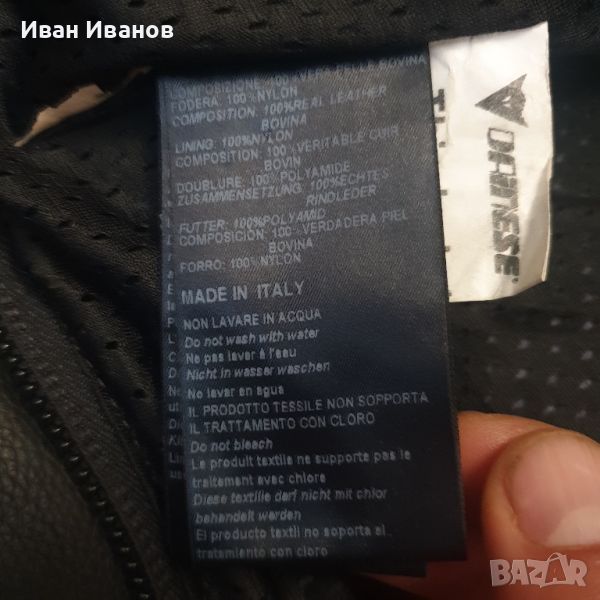 Иван Иванов
COMPOSIZIONE: 100%VERA PELLE BOVINA
FODERA: 100%NYLON
COMPOSITION: 100%REAL LEATHER
BOVINA
LINING: 100%NYLON
COMPOSITION: 100%VERITABLE CUIR
BOVIN
DOUBLURE: 100%POLYAMIDE
ZUSAMMENSETZUNG: 100%ECHTES
RINDLEDER
FUTTER: 100%POLYAMID
COMPOSICIÓN: 100%VERDADERA PIEL
BOVINA
FORRO: 100%NYLON
MADE IN ITALY
NON LAVARE IN ACQUA
Do not wash with water
Ne pas laver à l'eau
Nicht in wasser waschen
No lavar en agua
IL PRODOTTO TESSILE NON SOPPORTA
IL TRATTAMENTO CON CLORO
Do not bleach
Le produit textile ne supporte pas le
traitement avec chlore
Diese textilie darf nicht mit chlor
behandelt werden
El producto textil no soporta al
tratamiento con cloro
DAINESE
BAZAR